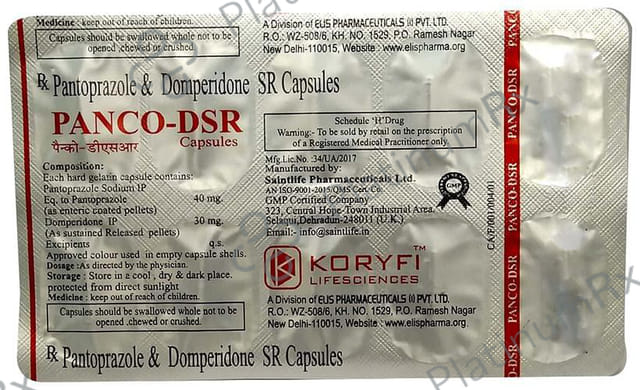 Medicine : keep out of reach of children.
Capsules should be swallowed whole not to be
opened ,chewed or crushed.
A Division of ELIS PHARMACEUTICALS (I) PVT. LTD.
R.O.: WZ-508/6, KH. NO. 1529, P.O. Ramesh Nagar
New Delhi-110015, Website : www.elispharma.org
Rx Pantoprazole & Domperidone SR Capsules
PANCO-DSR
Capsules
पैन्को-डीएसआर
Composition:
Each hard gelatin capsule contains:
Pantoprazole Sodium IP
Eq. to Pantoprazole 40 mg.
(as enteric coated pellets)
Domperidone IP 30 mg.
(As sustained Released pellets)
Excipients q.s.
Approved colour used in empty capsule shells.
Dosage :As directed by the physician.
Storage : Store in a cool , dry & dark place.
protected from direct sunlight
Medicine : keep out of reach of children.
Capsules should be swallowed whole not to be
opened ,chewed or crushed.
Schedule 'H'Drug
Warning:- To be sold by retail on the prescription
of a Registered Medical Practitioner only.
Mfg.Lic.No. :34/UA/2017
Manufactured by:
Saintlife Pharmaceuticals Ltd.
AN ISO-9001-2015 QMS Cert. Co.
GMP Certified Company
323, Central Hope-Town Industrial Area,
Selaqui,Dehradun-248011 (U.K.)
Email:- info@saintlife.in
GMP
KORYFI™
LIFESCIENCES
A Division of ELIS PHARMACEUTICALS (I) PVT. LTD.
R.O.: WZ-508/6, KH. NO. 1529, P.O. Ramesh Nagar
New Delhi-110015, Website : www.elispharma.org
Rx Pantoprazole & Domperidone SR Capsules
PANCO-DSR
PANCO-DSR
PANCO-DSR
PlatinumRx
PlatinumRx